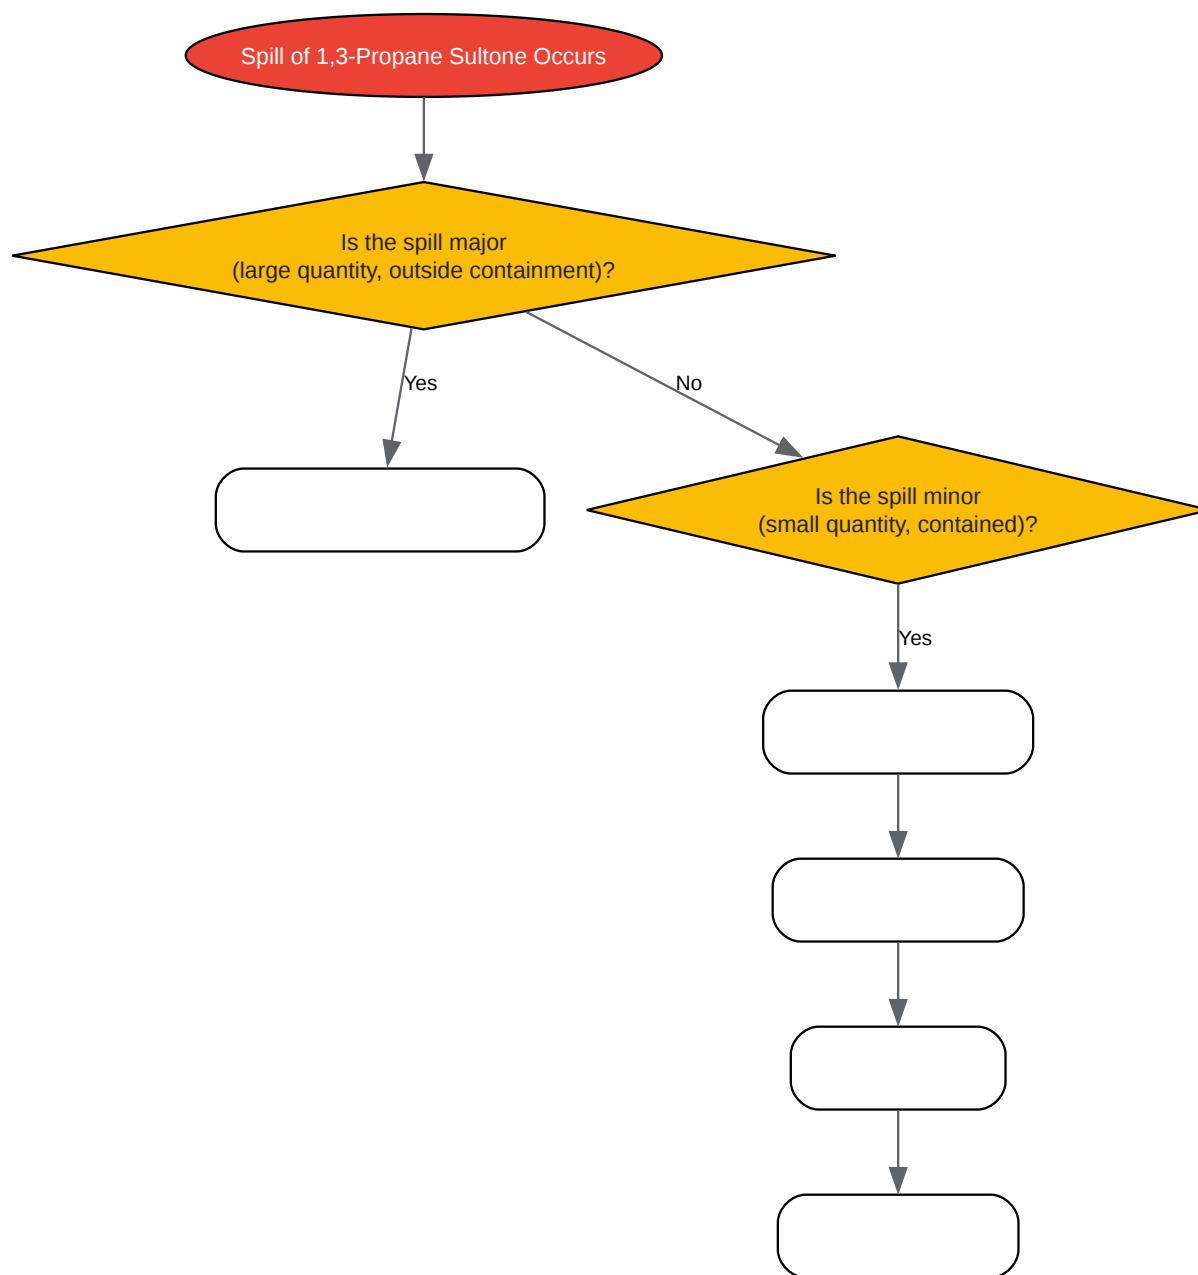 Spill of 1,3-Propane Sultone Occurs
Is the spill major
(large quantity, outside containment)?
Yes
No
Is the spill minor
(small quantity, contained)?
Yes